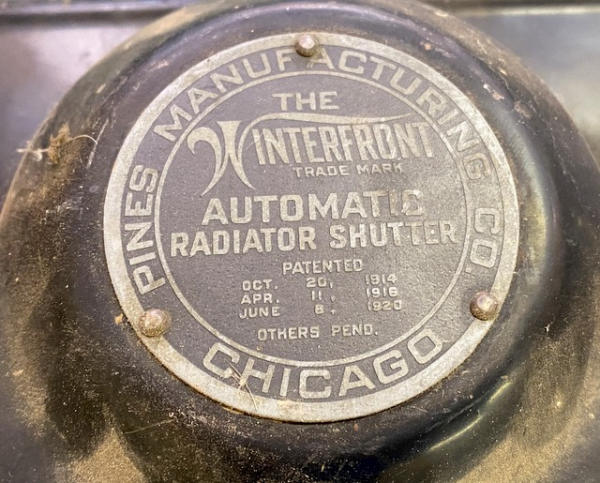 PINES MANUFACTURING CO.
THE
WINTERFRONT
TRADE MARK
AUTOMATIC
RADIATOR SHUTTER
PATENTED
OCT. 20, 1914
APR. 11, 1916
JUNE 8, 1920
OTHERS PEND.
CHICAGO